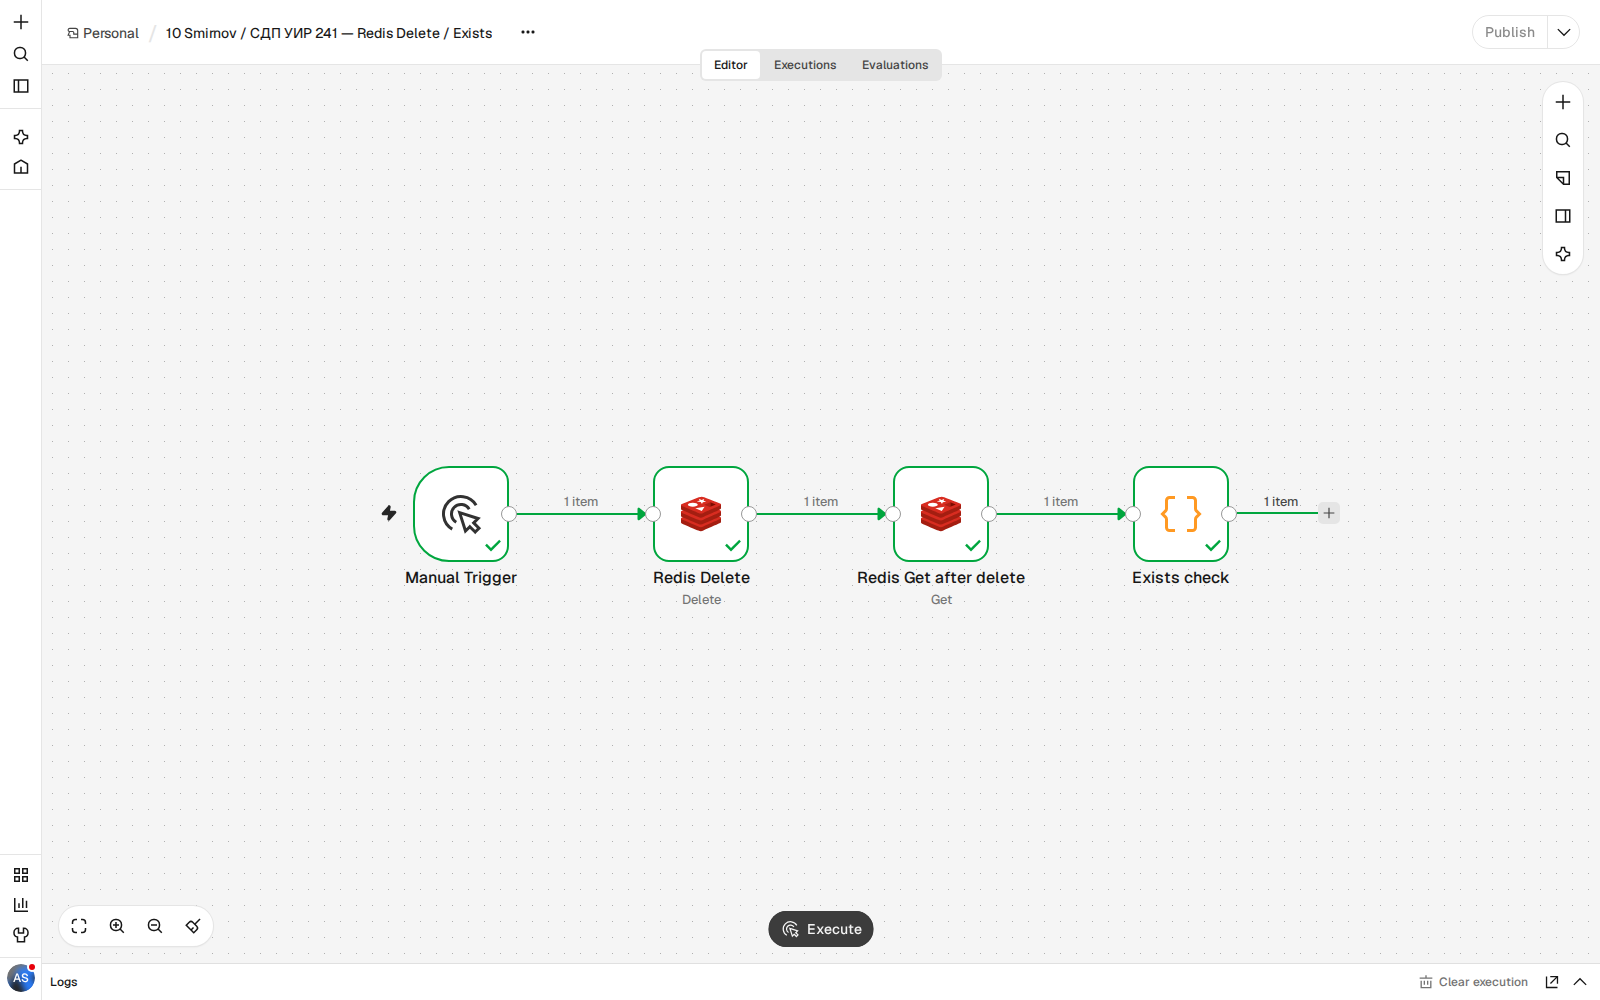 Personal / 10 Smirnov / СДП УИР 241 — Redis Delete / Exists
Publish
Editor
Executions
Evaluations
1 item
1 item
1 item
1 item
Manual Trigger
Redis Delete
Delete
Redis Get after delete
Get
Exists check
Execute
AS
Logs
Clear execution